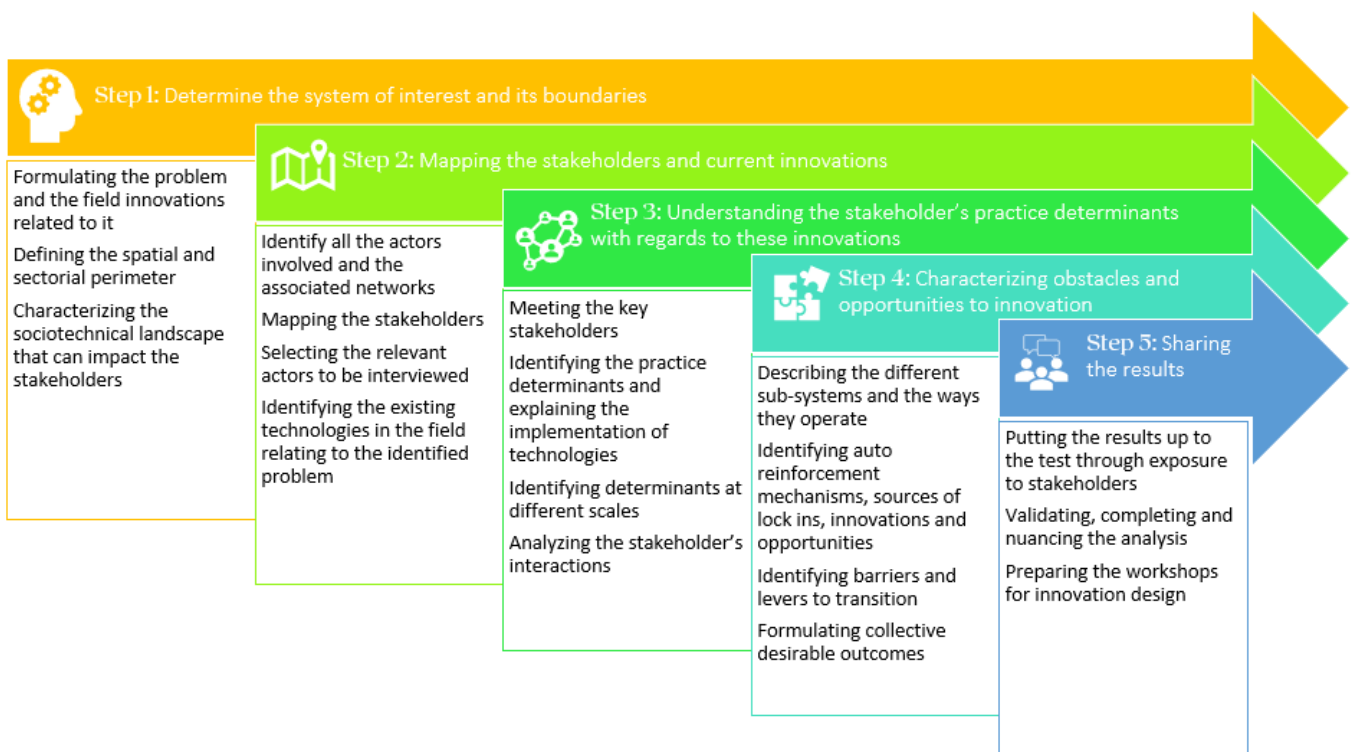 Step 1: Determine the system of interest and its boundaries
Formulating the problem
and the field innovations
related to it
Defining the spatial and
sectorial perimeter
Characterizing the
sociotechnical landscape
that can impact the
stakeholders
Step 2: Mapping the stakeholders and current innovations
Identify all the actors
involved and the
associated networks
Mapping the stakeholders
Selecting the relevant
actors to be interviewed
Identifying the existing
technologies in the field
relating to the identified
problem
Step 3: Understanding the stakeholder's practice determinants
with regards to these innovations
Meeting the key
stakeholders
Identifying the practice
determinants and
explaining the
implementation of
technologies
Identifying determinants at
different scales
Analyzing the stakeholder's
interactions
Step 4: Characterizing obstacles and
opportunities to innovation
Describing the different
sub-systems and the ways
they operate
Identifying auto
reinforcement
mechanisms, sources of
lock ins, innovations and
opportunities
Identifying barriers and
levers to transition
Formulating collective
desirable outcomes
Step 5: Sharing
the results
Putting the results up to
the test through exposure
to stakeholders
Validating, completing and
nuancing the analysis
Preparing the workshops
for innovation design